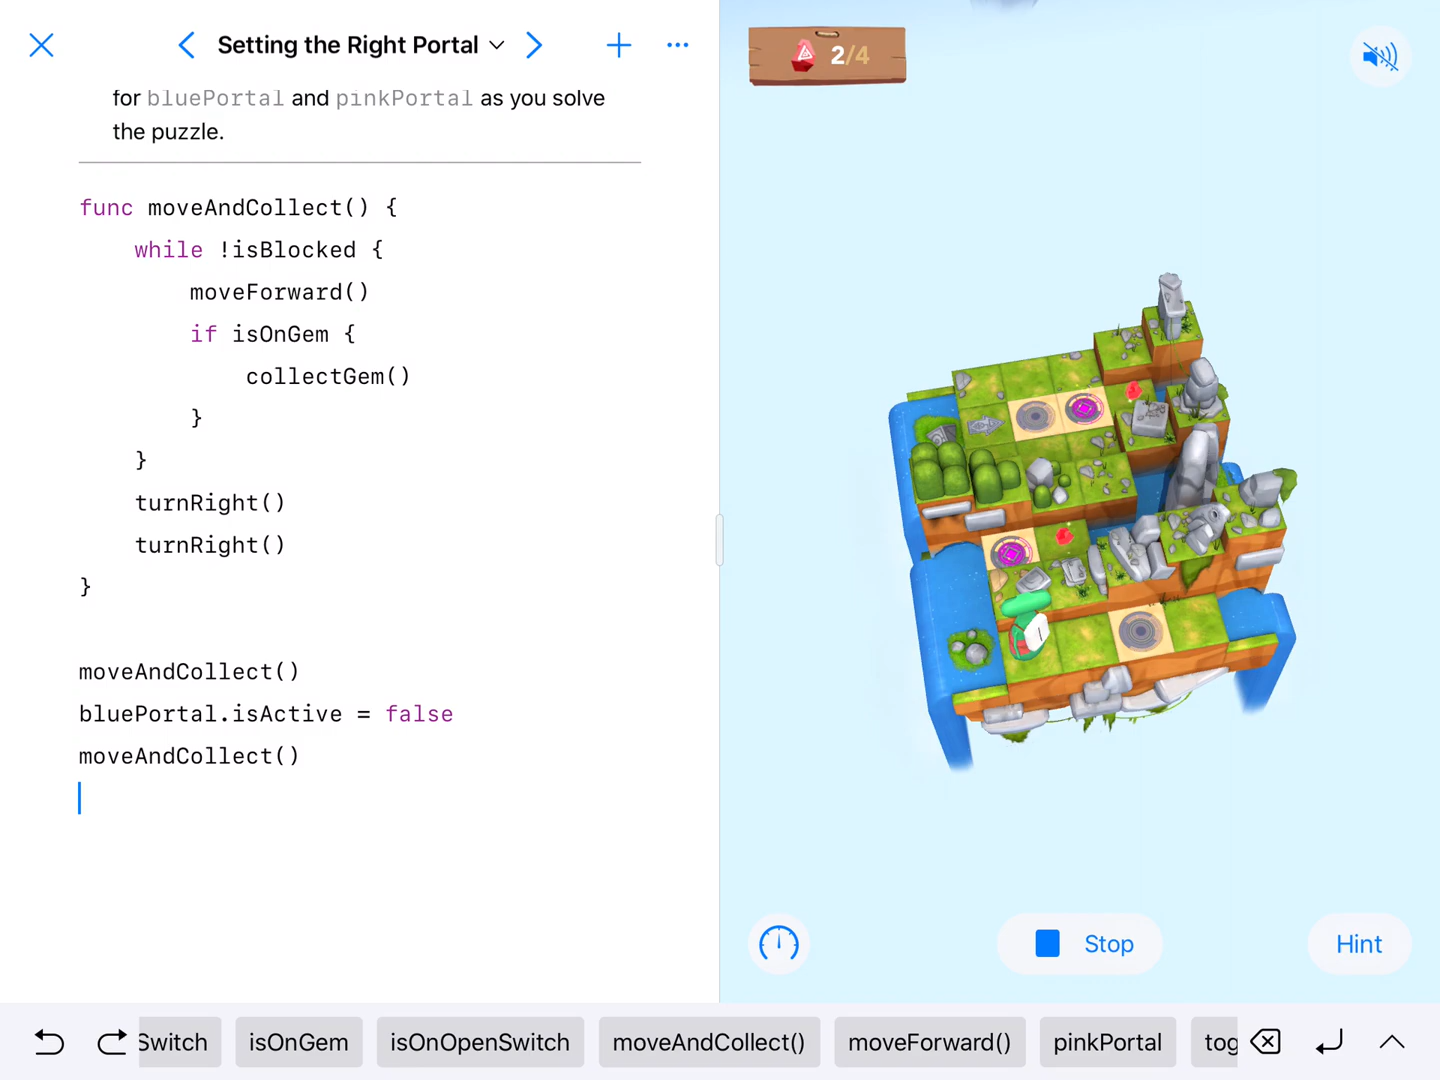 Setting the Right Portal
for bluePortal and pinkPortal as you solve
the puzzle.
func moveAndCollect() {
while !isBlocked {
moveForward()
if isOnGem {
collectGem()
}
}
turnRight()
turnRight()
}
moveAndCollect()
bluePortal.isActive = false
moveAndCollect()
2/4
Stop
Hint
Switch
isOnGem
isOnOpenSwitch
moveAndCollect()
moveForward()
pinkPortal
tog